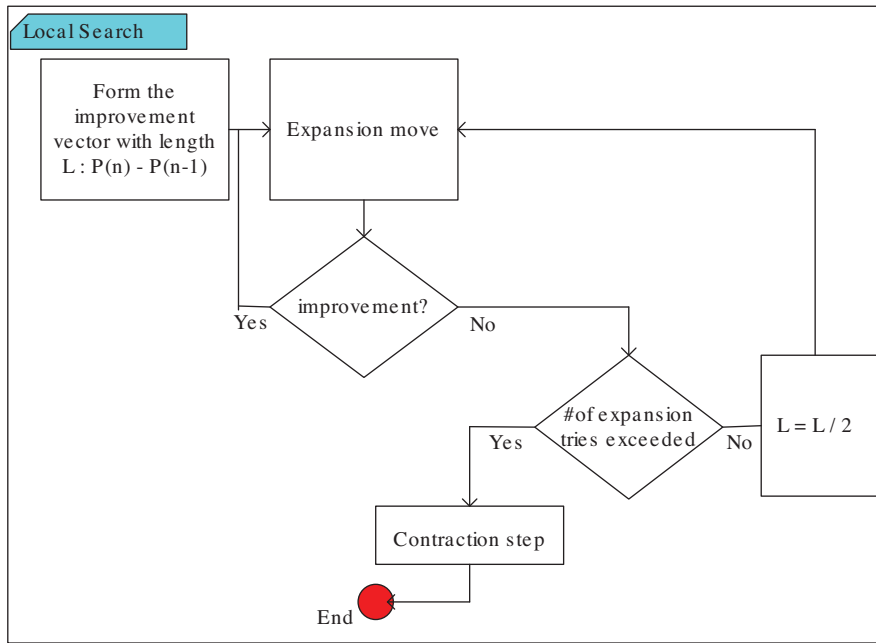 Local Search
Form the
improvement
vector with length
L : P(n) - P(n-1)
Expansion move
improvement?
Yes
No
#of expansion
tries exceeded
Yes
No
L = L / 2
Contraction step
End